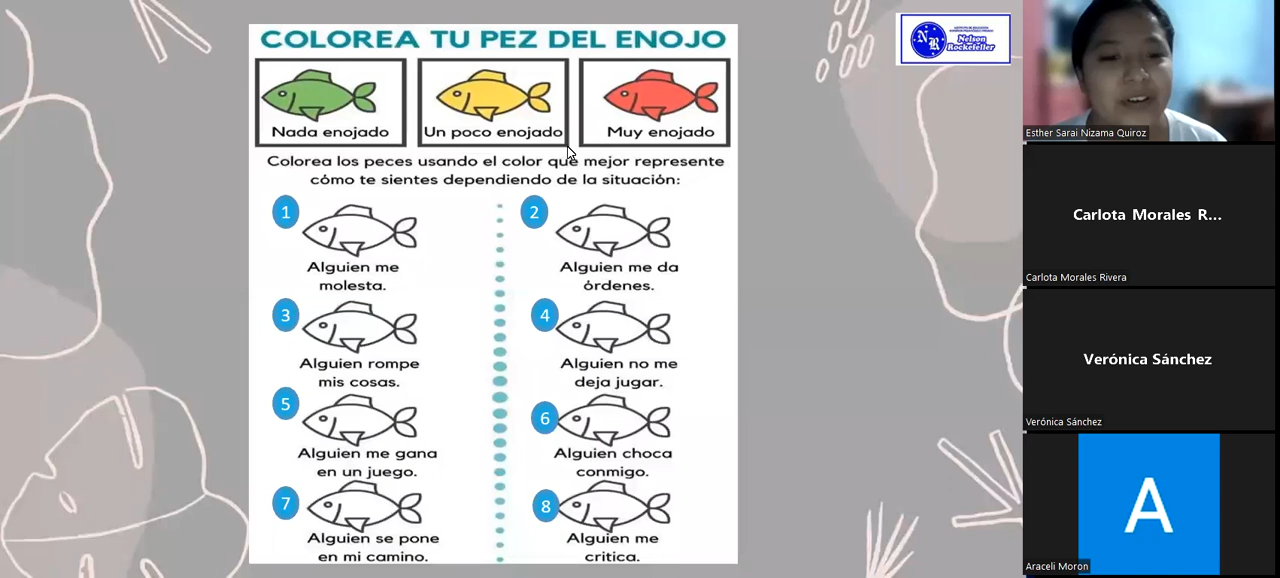 COLOREA TU PEZ DEL ENOJO
Nada enojado
Un poco enojado
Muy enojado
Colorea los peces usando el color que mejor represente
cómo te sientes dependiendo de la situación:
1
Alguien me
molesta.
2
Alguien me da
órdenes.
3
Alguien rompe
mis cosas.
4
Alguien no me
deja jugar.
5
Alguien me gana
en un juego.
6
Alguien choca
conmigo.
7
Alguien se pone
en mi camino.
8
Alguien me
critica.
Nelson
Rockefeller
Esther Sarai Nizama Quiroz
Carlota Morales R...
Carlota Morales Rivera
Verónica Sánchez
Verónica Sánchez
A
Araceli Moron